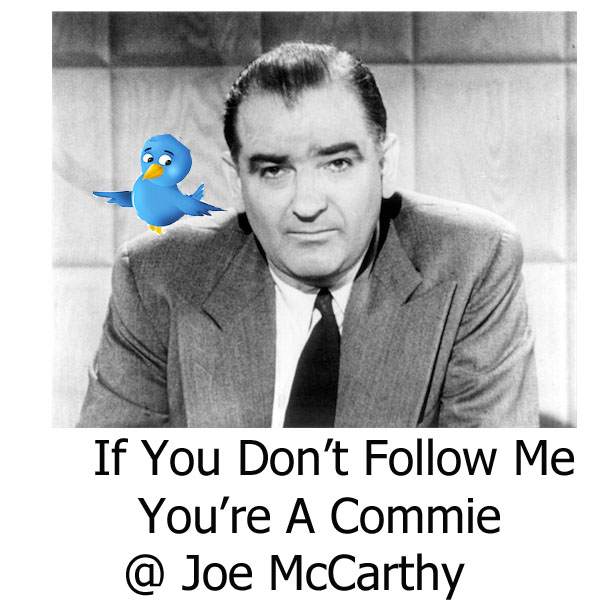 If You Don’t Follow Me
You’re A Commie
@ Joe McCarthy